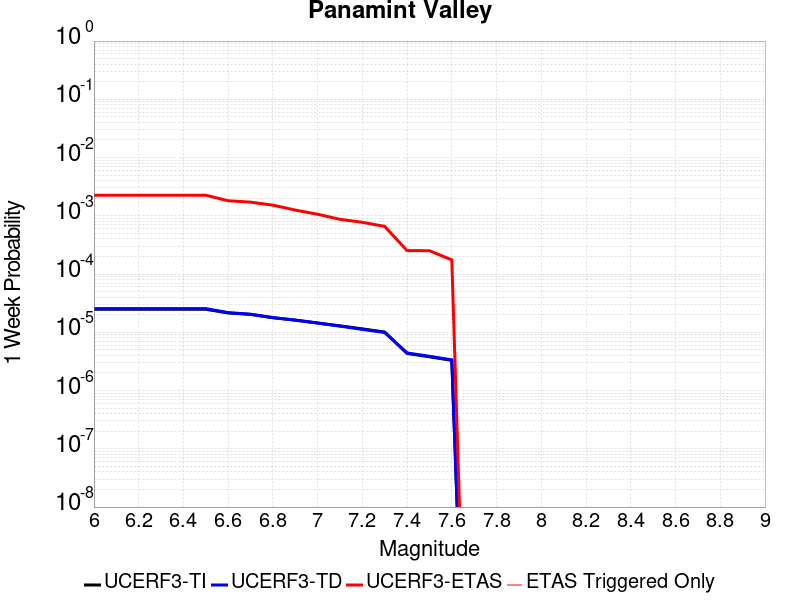 Panamint Valley
10^0
10^-1
10^-2
10^-3
10^-4
10^-5
10^-6
10^-7
10^-8
1 Week Probability
6 6.2 6.4 6.6 6.8 7 7.2 7.4 7.6 7.8 8 8.2 8.4 8.6 8.8 9
Magnitude
UCERF3-TI UCERF3-TD UCERF3-ETAS ETAS Triggered Only